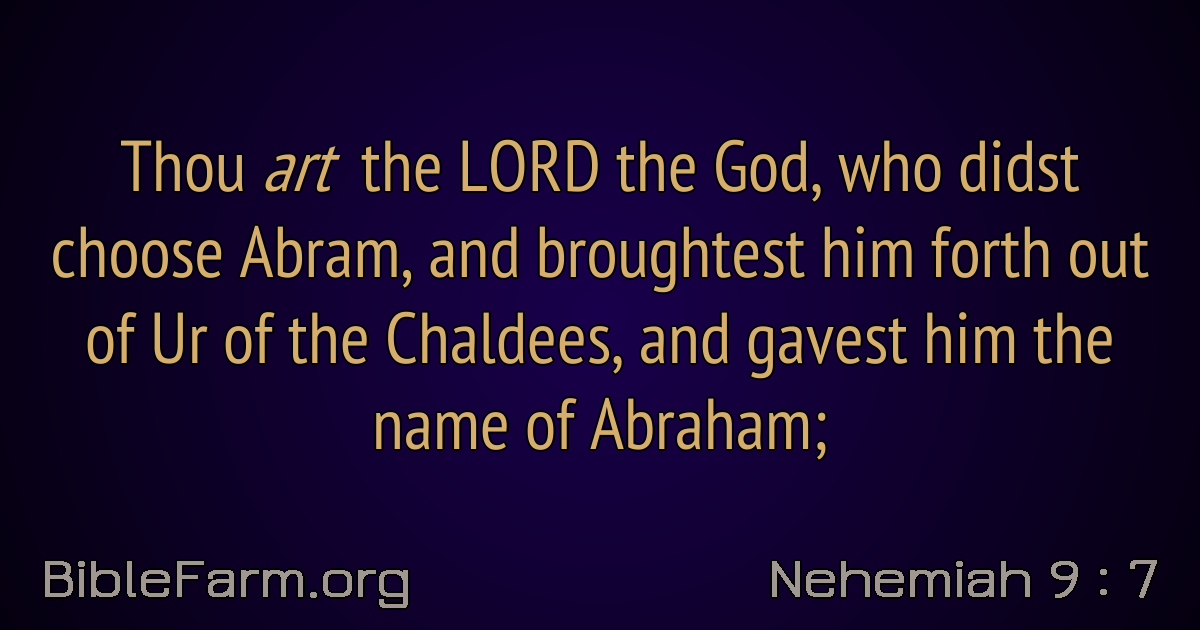 Thou art the LORD the God, who didst
choose Abram, and broughtest him forth out
of Ur of the Chaldees, and gavest him the
name of Abraham;
BibleFarm.org
Nehemiah 9 : 7